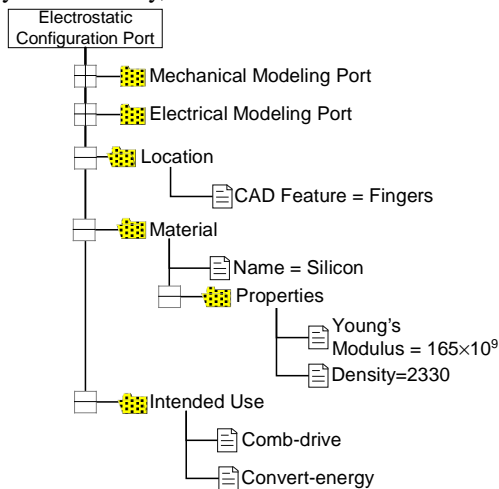 Electrostatic
Configuration Port
Mechanical Modeling Port
Electrical Modeling Port
Location
CAD Feature = Fingers
Material
Name = Silicon
Properties
Young's
Modulus = 165×10⁹
Density=2330
Intended Use
Comb-drive
Convert-energy